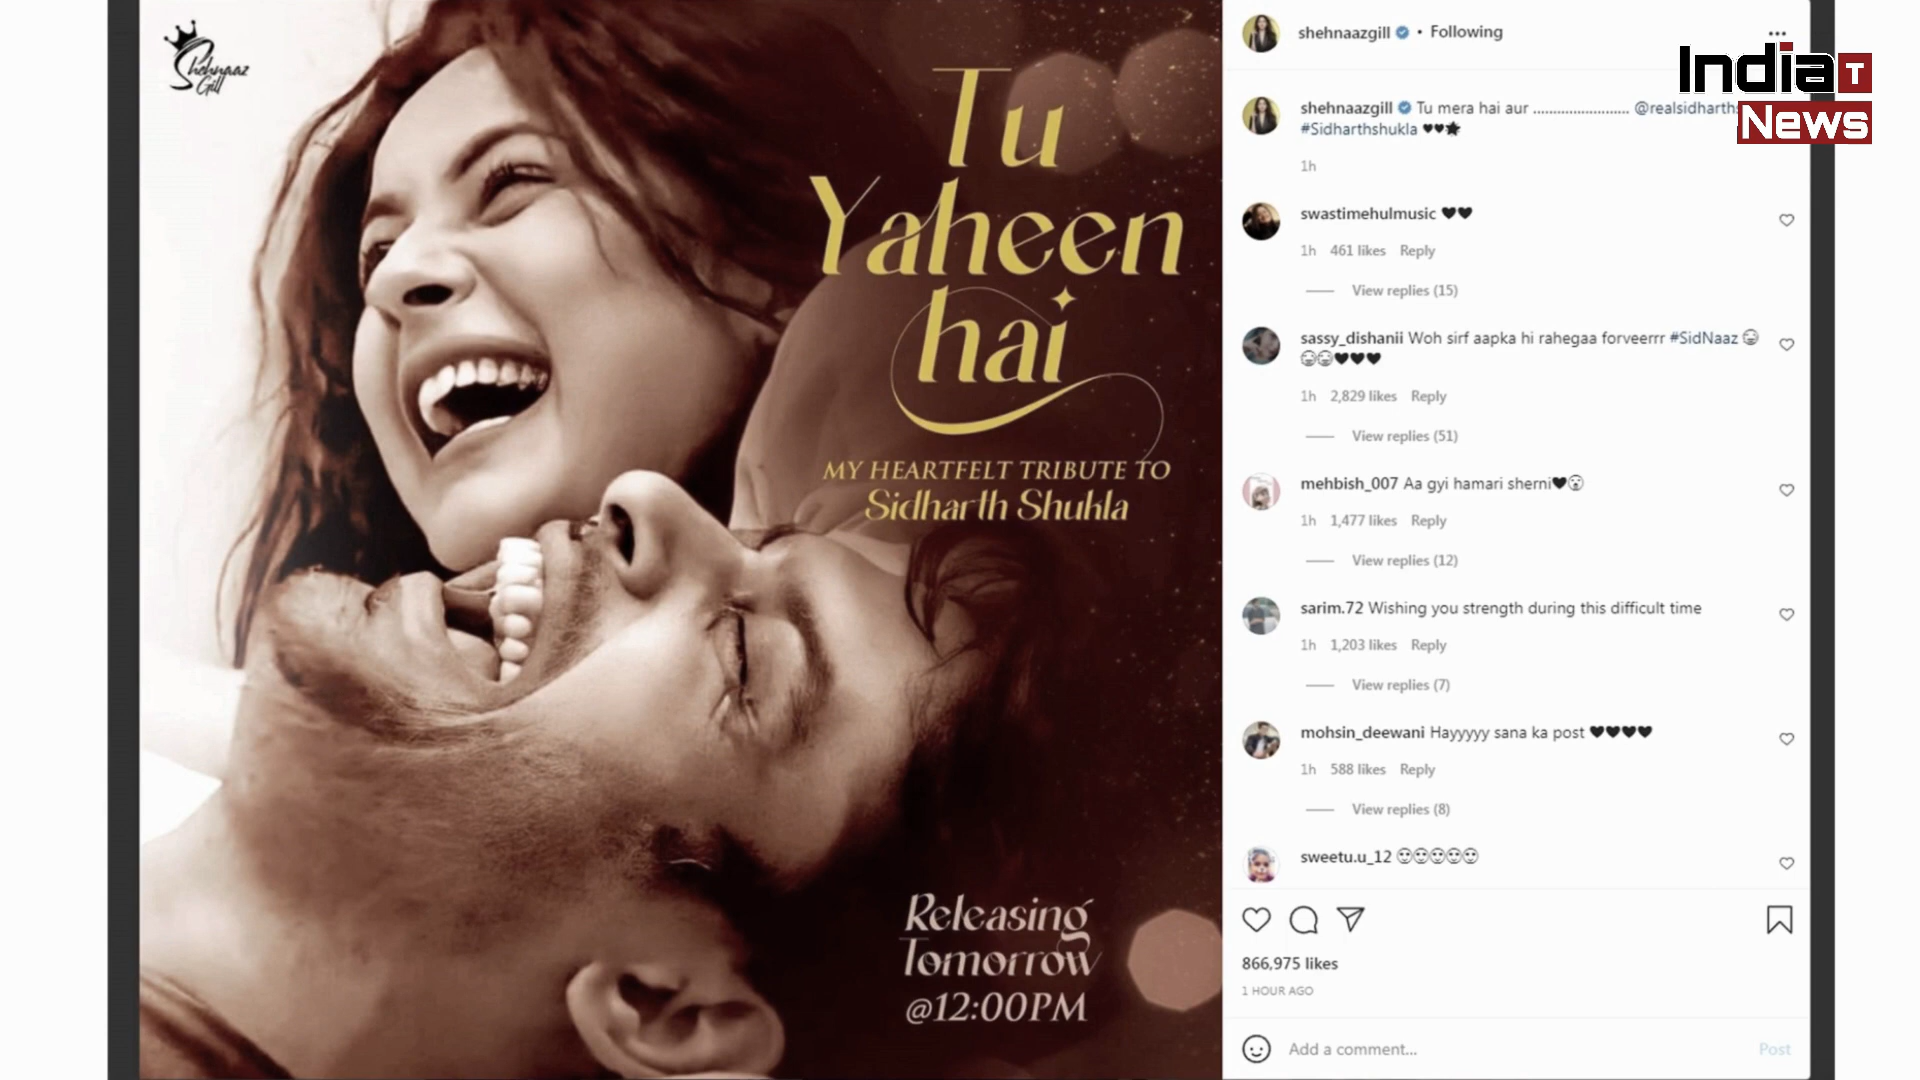 Shehnaaz
Gill
Tu
Yaheen
hai
MY HEARTFELT TRIBUTE TO
Sidharth Shukla
Releasing
Tomorrow
@12:00PM
shehnaazgill • Following
India T
News
shehnaazgill Tu mera hai aur ........................ @realsidharths
#Sidharthshukla ♥♥★
1h
swastimehulmusic ♥♥
1h 461 likes Reply
View replies (15)
sassy_dishanii Woh sirf aapka hi rahegaa forveerrr #SidNaaz
♥♥♥
1h 2,829 likes Reply
View replies (51)
mehbish_007 Aa gyi hamari sherni♥
1h 1,477 likes Reply
View replies (12)
sarim.72 Wishing you strength during this difficult time
1h 1,203 likes Reply
View replies (7)
mohsin_deewani Hayyyyy sana ka post ♥♥♥♥
1h 588 likes Reply
View replies (8)
sweetu.u_12 😍😍😍😍😍
866,975 likes
1 HOUR AGO
Add a comment... Post